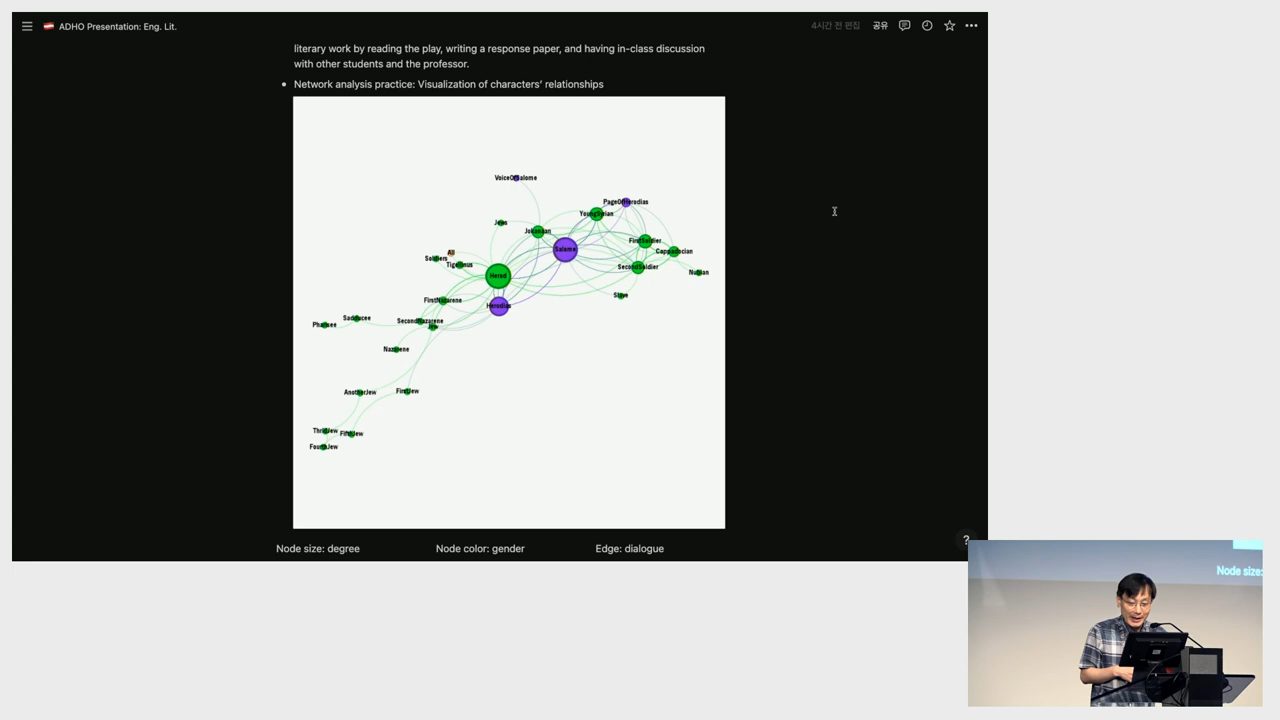 ADHO Presentation: Eng. Lit.
4시간 전 편집
공유
literary work by reading the play, writing a response paper, and having in-class discussion
with other students and the professor.
Network analysis practice: Visualization of characters' relationships
VoiceOfSalome
PageOfHerodias
YoungSyrian
Jews
Jokanaan
FirstSoldier
Salome
Cappadocian
All
Soldiers
Tigellinus
SecondSoldier
Nubian
Herod
Slave
FirstNazarene
Herodias
Sadducee
SecondNazarene
Pharisee
Jew
Nazarene
AnotherJew
FirstJew
ThridJew
FifthJew
FourthJew
Node size: degree
Node color: gender
Edge: dialogue
?
Node size: